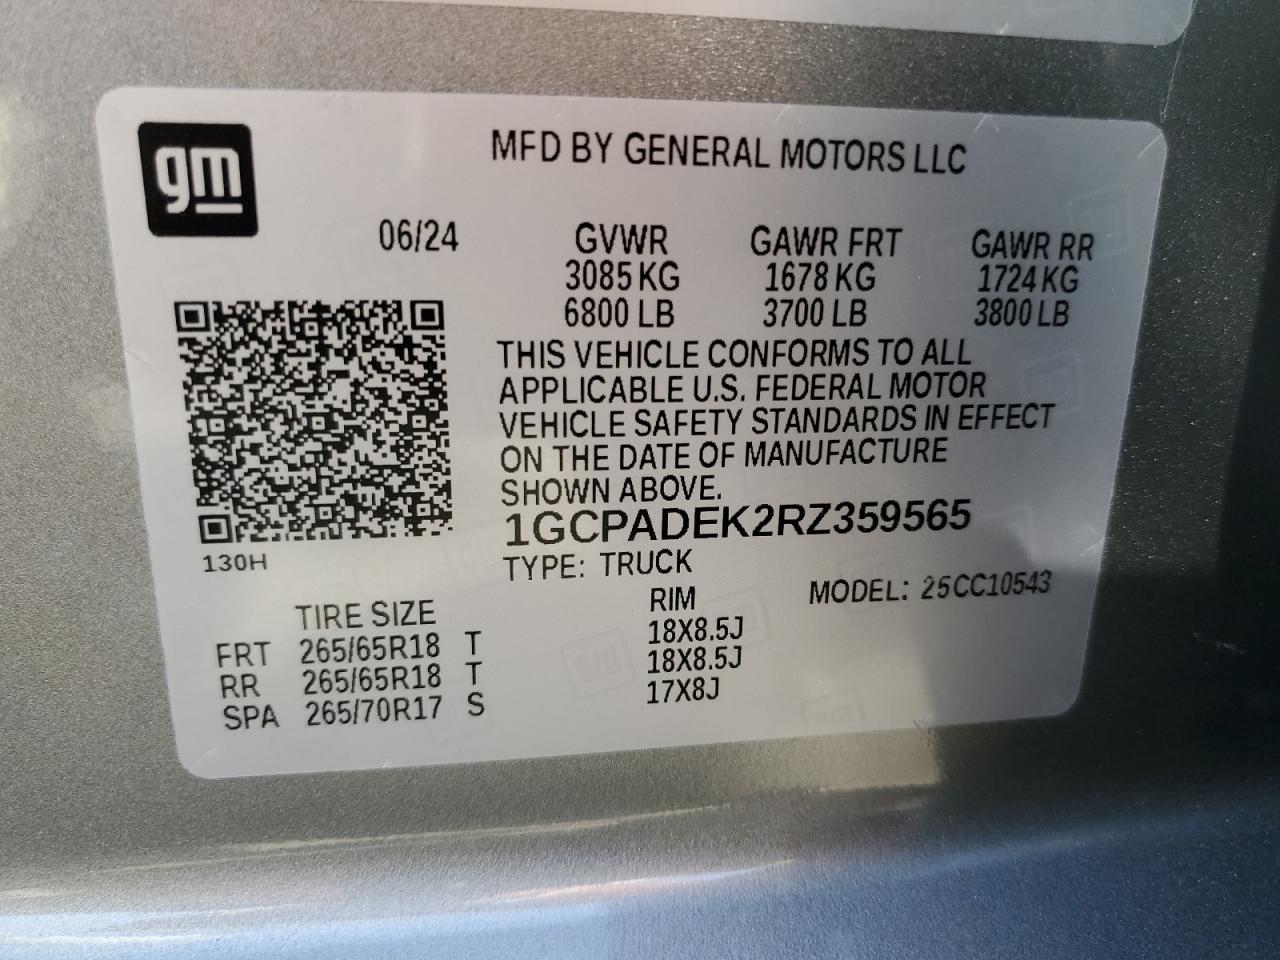 gm
MFD BY GENERAL MOTORS LLC
06/24 GVWR GAWR FRT GAWR RR
3085 KG 1678 KG 1724 KG
6800 LB 3700 LB 3800 LB
THIS VEHICLE CONFORMS TO ALL
APPLICABLE U.S. FEDERAL MOTOR
VEHICLE SAFETY STANDARDS IN EFFECT
ON THE DATE OF MANUFACTURE
SHOWN ABOVE.
1GCPADEK2RZ359565
130H
TYPE: TRUCK
MODEL: 25CC10543
TIRE SIZE RIM
FRT 265/65R18 T 18X8.5J
RR 265/65R18 T 18X8.5J
SPA 265/70R17 S 17X8J